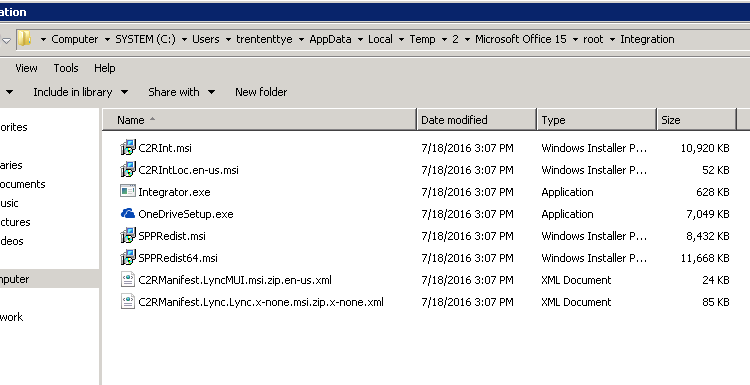 ation
Computer ▸ SYSTEM (C:) ▸ Users ▸ trententtye ▸ AppData ▸ Local ▸ Temp ▸ 2 ▸ Microsoft Office 15 ▸ root ▸ Integration
View Tools Help
Include in library Share with New folder
Name Date modified Type Size
C2RInt.msi 7/18/2016 3:07 PM Windows Installer P... 10,920 KB
C2RIntLoc.en-us.msi 7/18/2016 3:07 PM Windows Installer P... 52 KB
Integrator.exe 7/18/2016 3:07 PM Application 628 KB
OneDriveSetup.exe 7/18/2016 3:07 PM Application 7,049 KB
SPPRedist.msi 7/18/2016 3:07 PM Windows Installer P... 8,432 KB
SPPRedist64.msi 7/18/2016 3:07 PM Windows Installer P... 11,668 KB
C2RManifest.LyncMUI.msi.zip.en-us.xml 7/18/2016 3:07 PM XML Document 24 KB
C2RManifest.Lync.Lync.x-none.msi.zip.x-none.xml 7/18/2016 3:07 PM XML Document 85 KB
orites
aries
ocuments
usic
ctures
deos
mputer
work